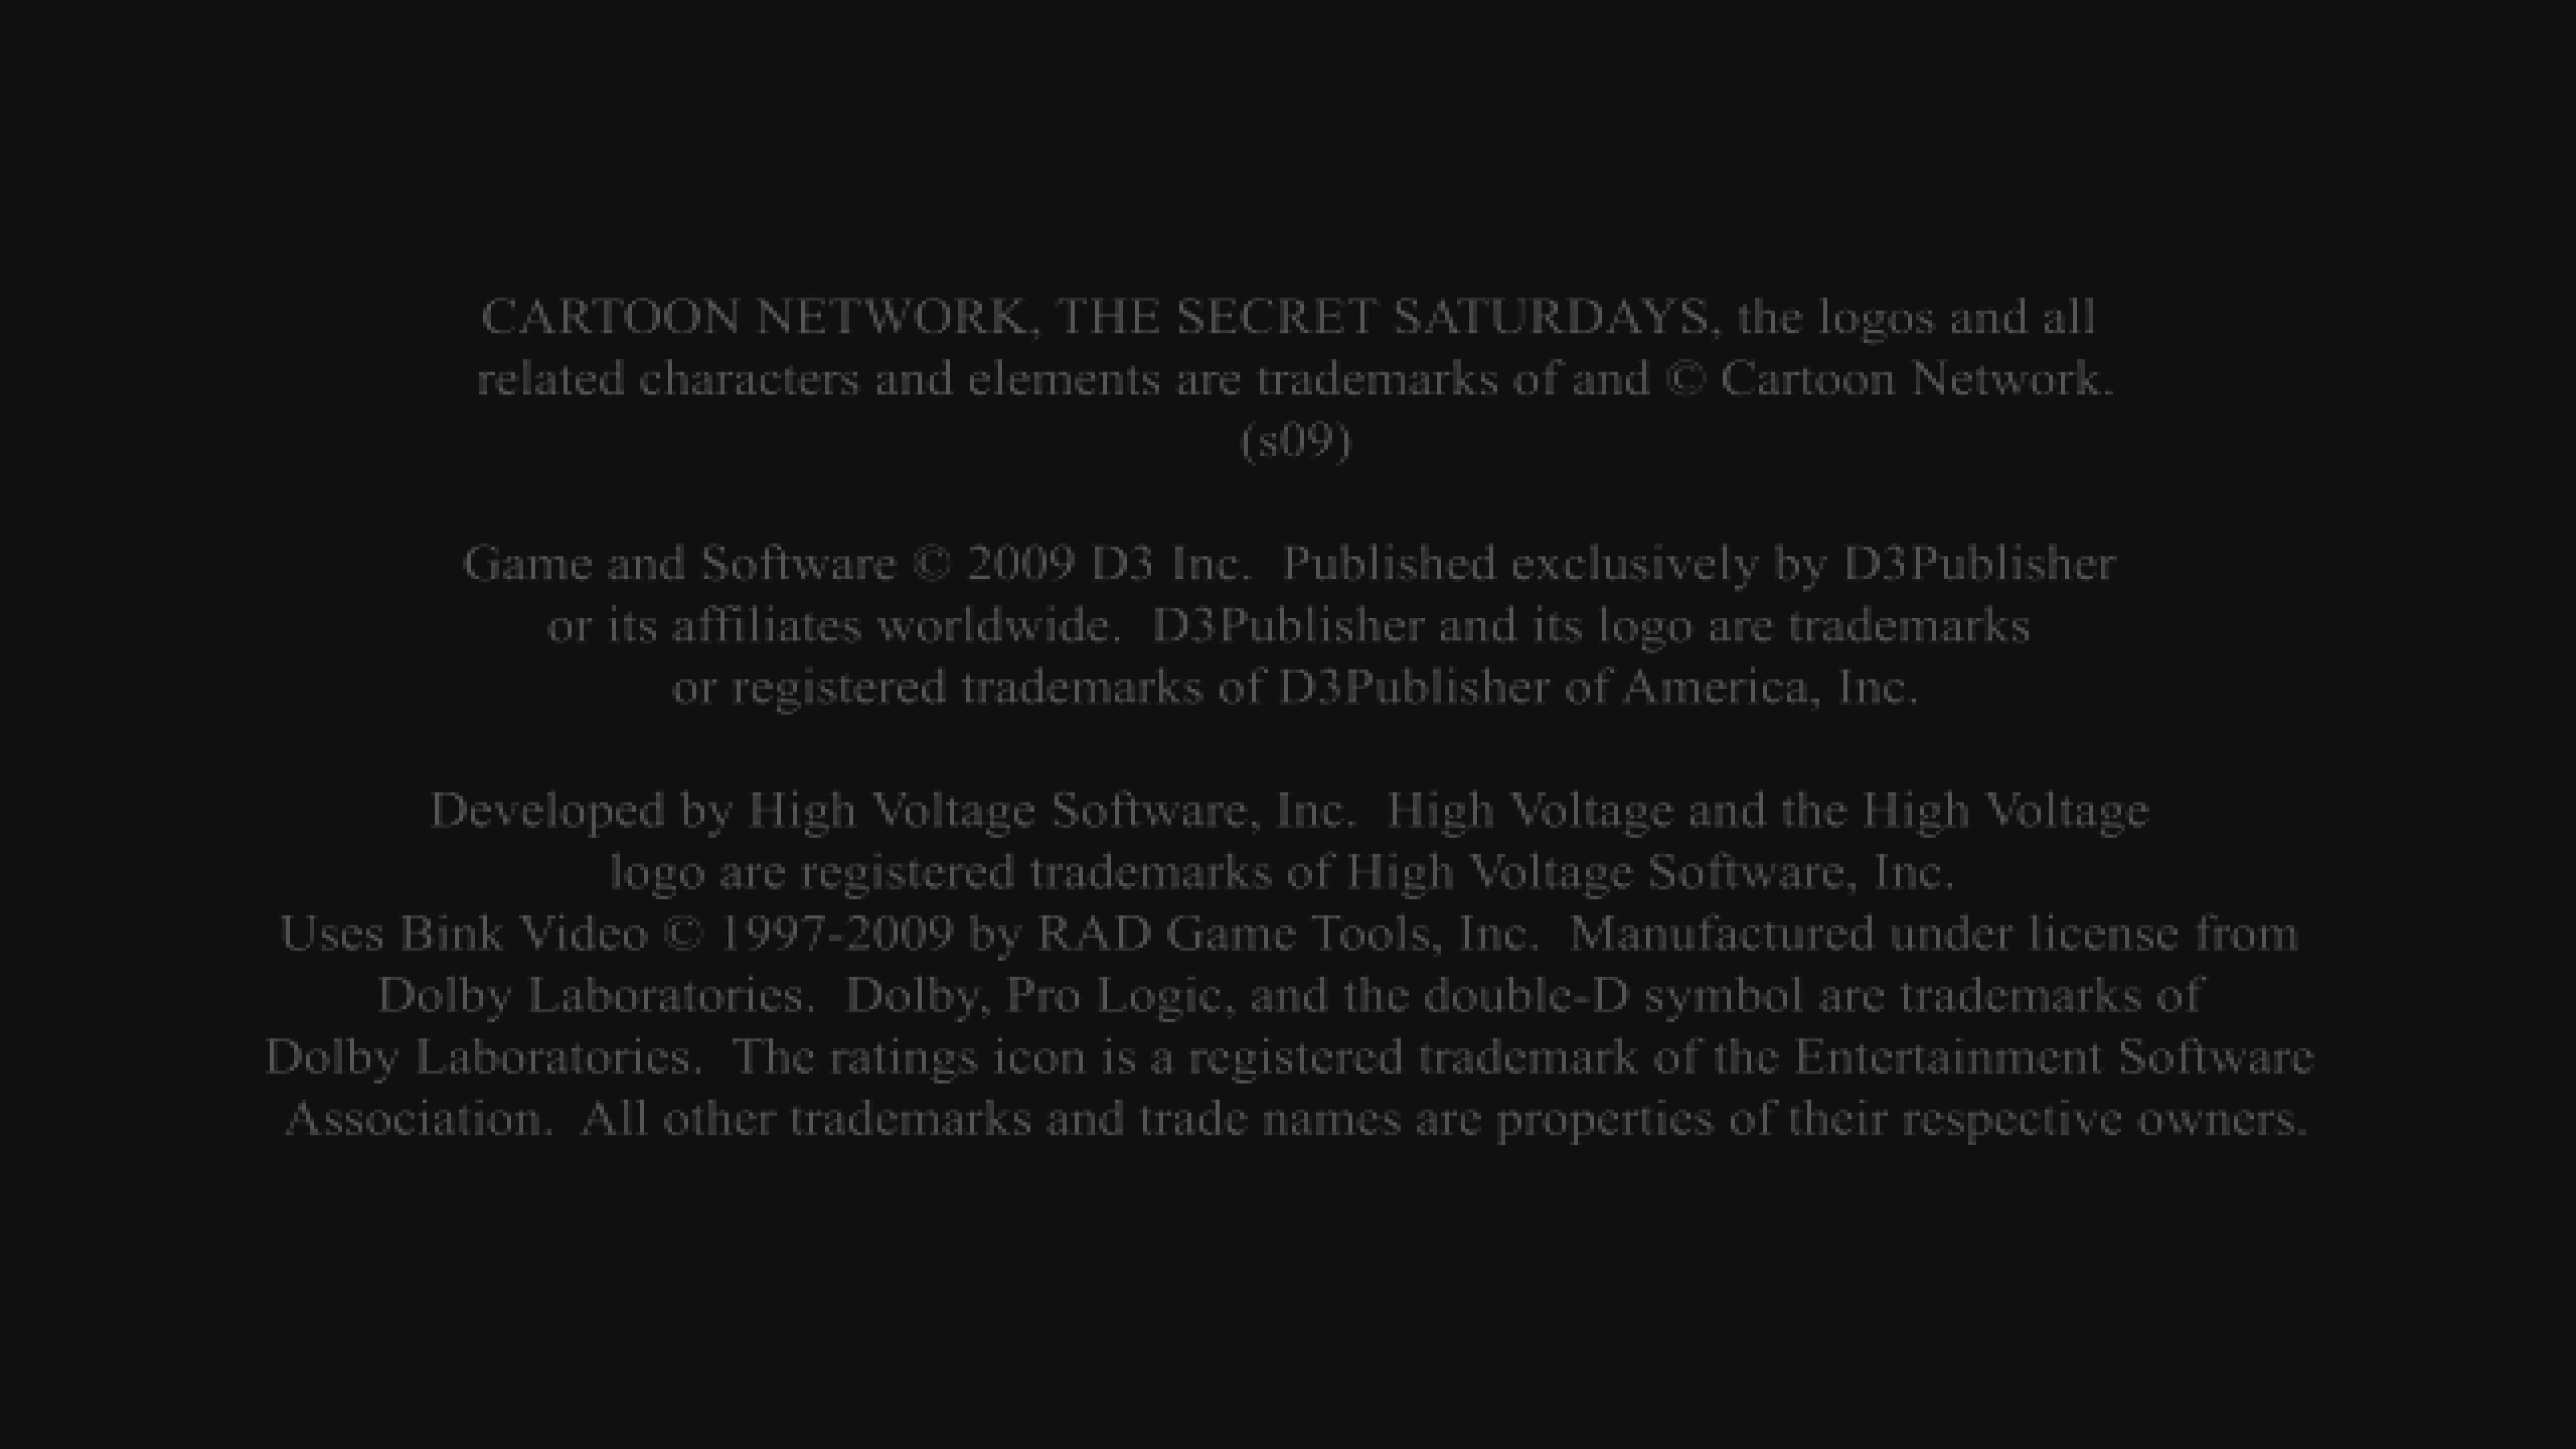 CARTOON NETWORK, THE SECRET SATURDAYS, the logos and all
related characters and elements are trademarks of and © Cartoon Network.
(s09)
Game and Software © 2009 D3 Inc.  Published exclusively by D3Publisher
or its affiliates worldwide.  D3Publisher and its logo are trademarks
or registered trademarks of D3Publisher of America, Inc.
Developed by High Voltage Software, Inc.  High Voltage and the High Voltage
logo are registered trademarks of High Voltage Software, Inc.
Uses Bink Video © 1997-2009 by RAD Game Tools, Inc.  Manufactured under license from
Dolby Laboratories.  Dolby, Pro Logic, and the double-D symbol are trademarks of
Dolby Laboratories.  The ratings icon is a registered trademark of the Entertainment Software
Association.  All other trademarks and trade names are properties of their respective owners.